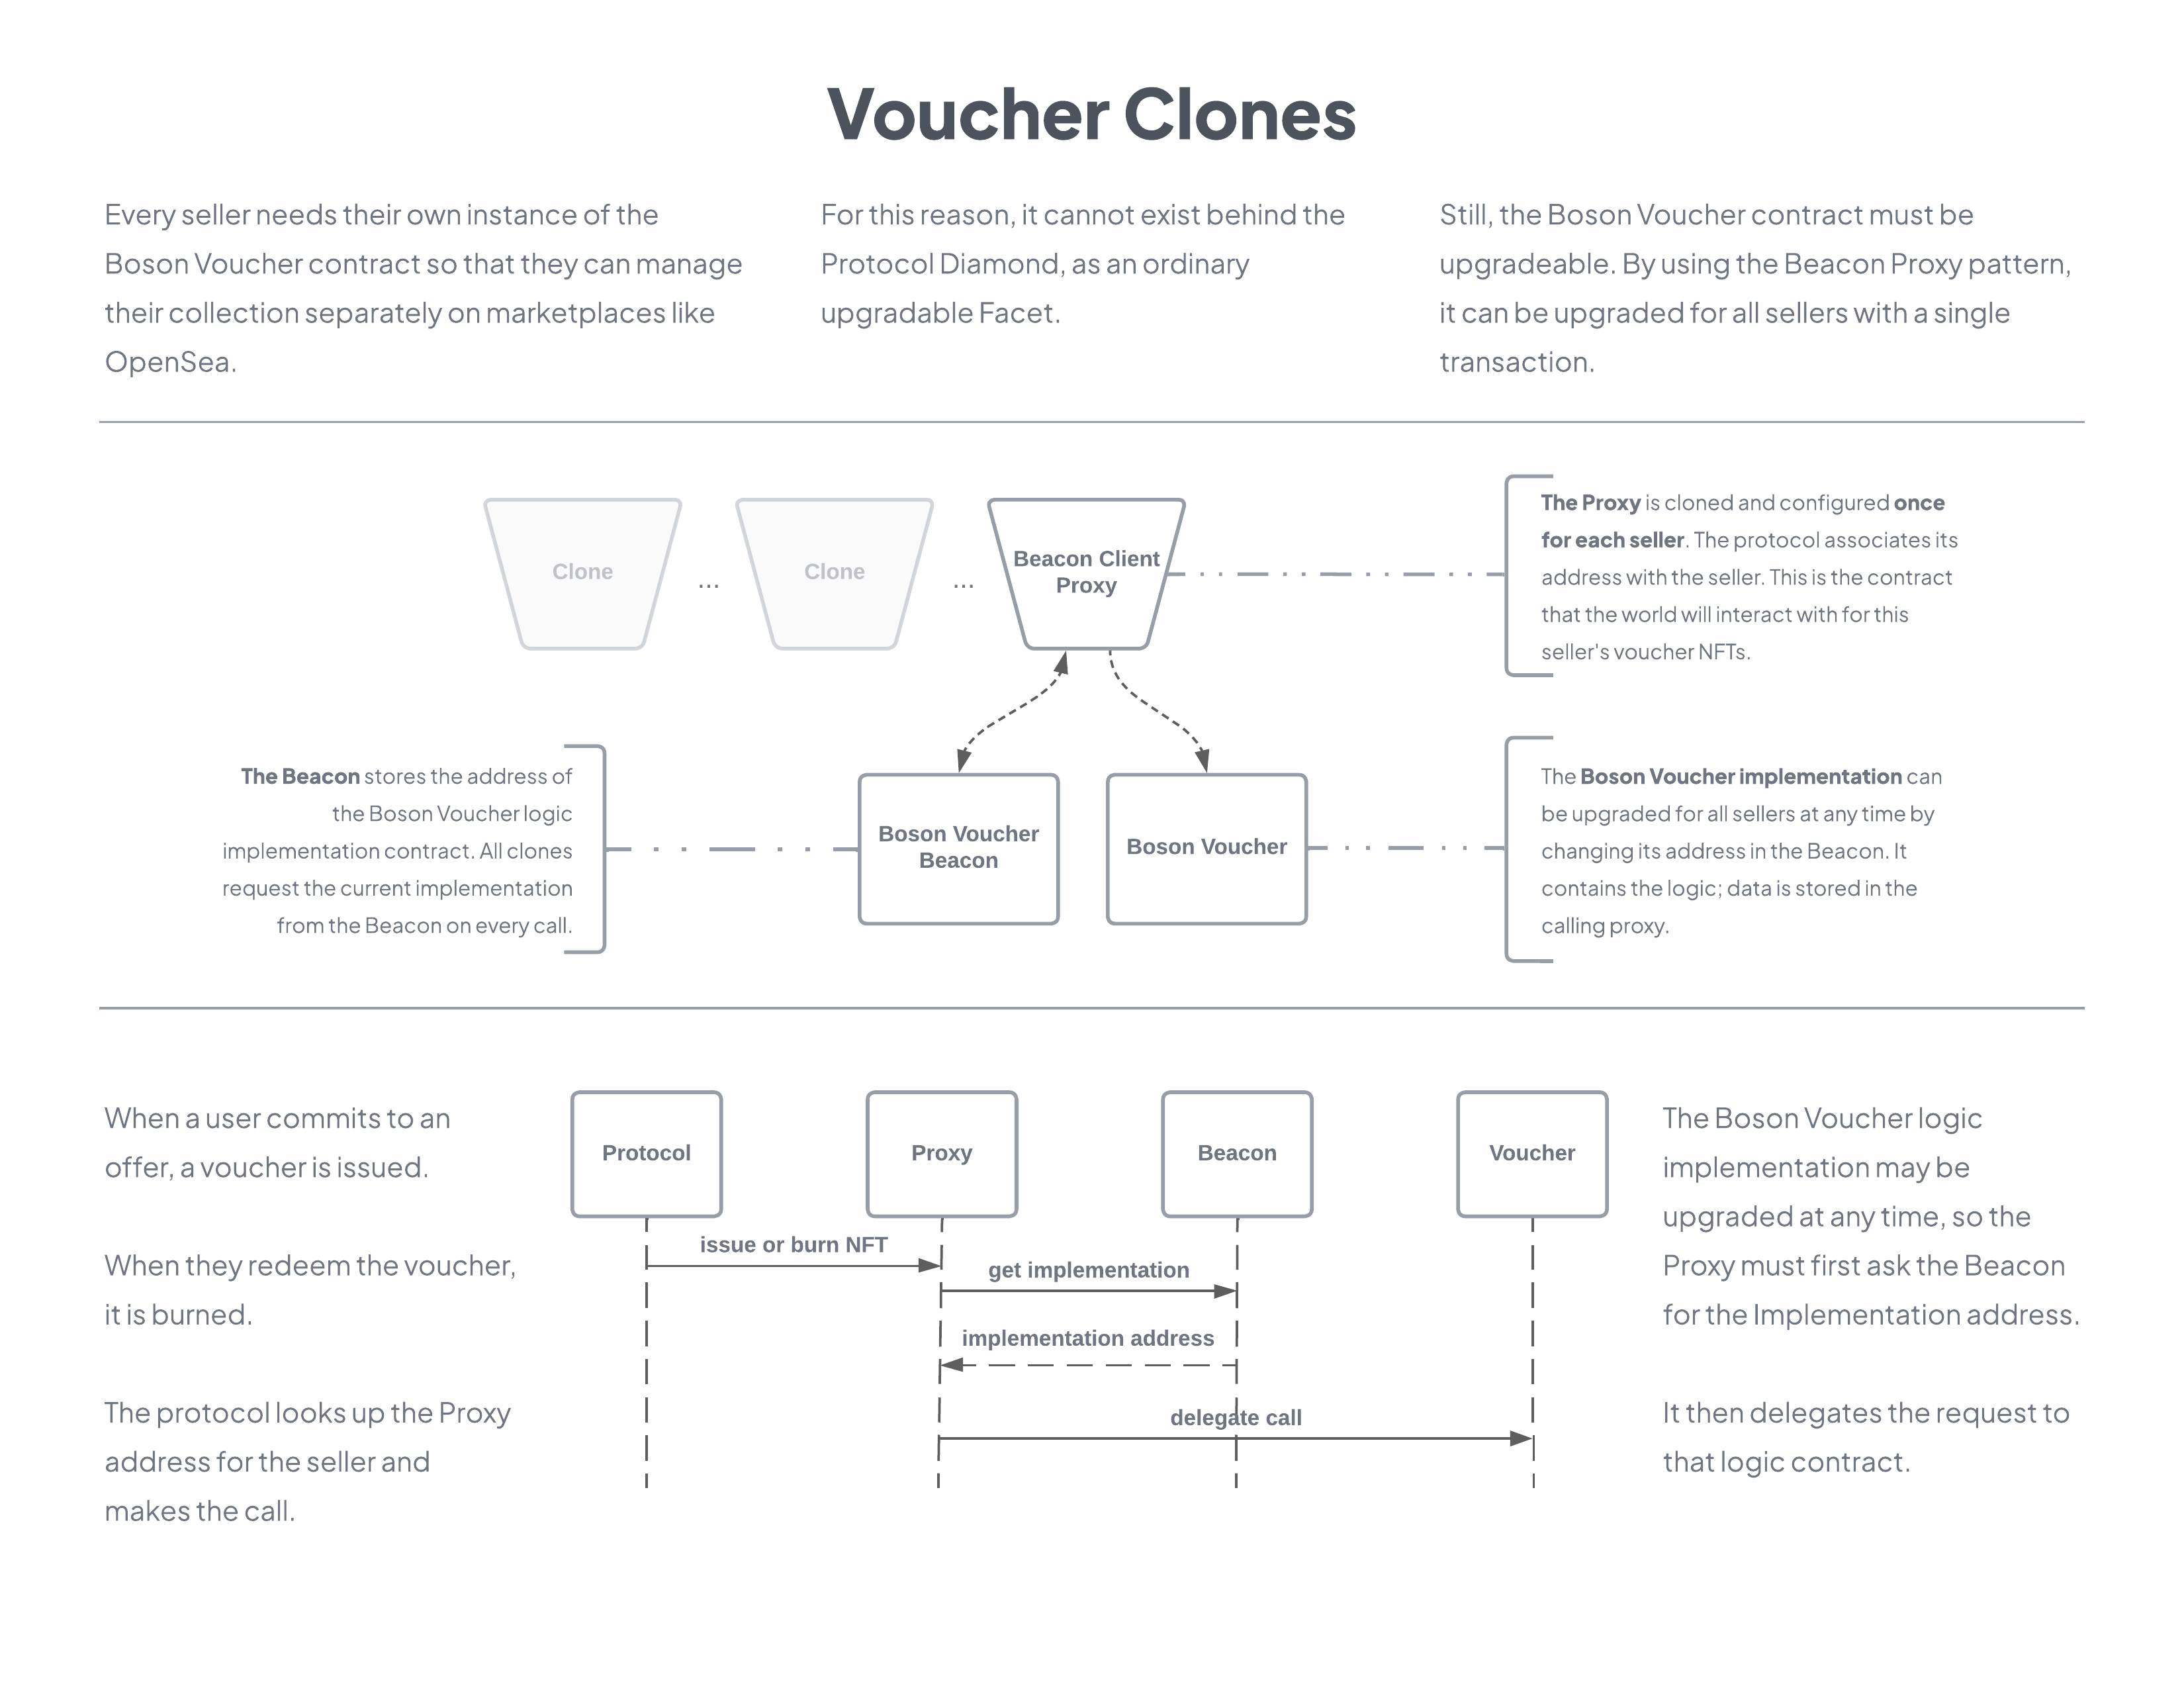 Voucher Clones
Every seller needs their own instance of the
Boson Voucher contract so that they can manage
their collection separately on marketplaces like
OpenSea.
For this reason, it cannot exist behind the
Protocol Diamond, as an ordinary
upgradable Facet.
Still, the Boson Voucher contract must be
upgradeable. By using the Beacon Proxy pattern,
it can be upgraded for all sellers with a single
transaction.
Clone
...
Clone
...
Beacon Client
Proxy
The Proxy is cloned and configured once
for each seller. The protocol associates its
address with the seller. This is the contract
that the world will interact with for this
seller's voucher NFTs.
The Beacon stores the address of
the Boson Voucher logic
implementation contract. All clones
request the current implementation
from the Beacon on every call.
Boson Voucher
Beacon
Boson Voucher
The Boson Voucher implementation can
be upgraded for all sellers at any time by
changing its address in the Beacon. It
contains the logic; data is stored in the
calling proxy.
When a user commits to an
offer, a voucher is issued.
When they redeem the voucher,
it is burned.
The protocol looks up the Proxy
address for the seller and
makes the call.
Protocol
Proxy
Beacon
Voucher
issue or burn NFT
get implementation
implementation address
delegate call
The Boson Voucher logic
implementation may be
upgraded at any time, so the
Proxy must first ask the Beacon
for the Implementation address.
It then delegates the request to
that logic contract.